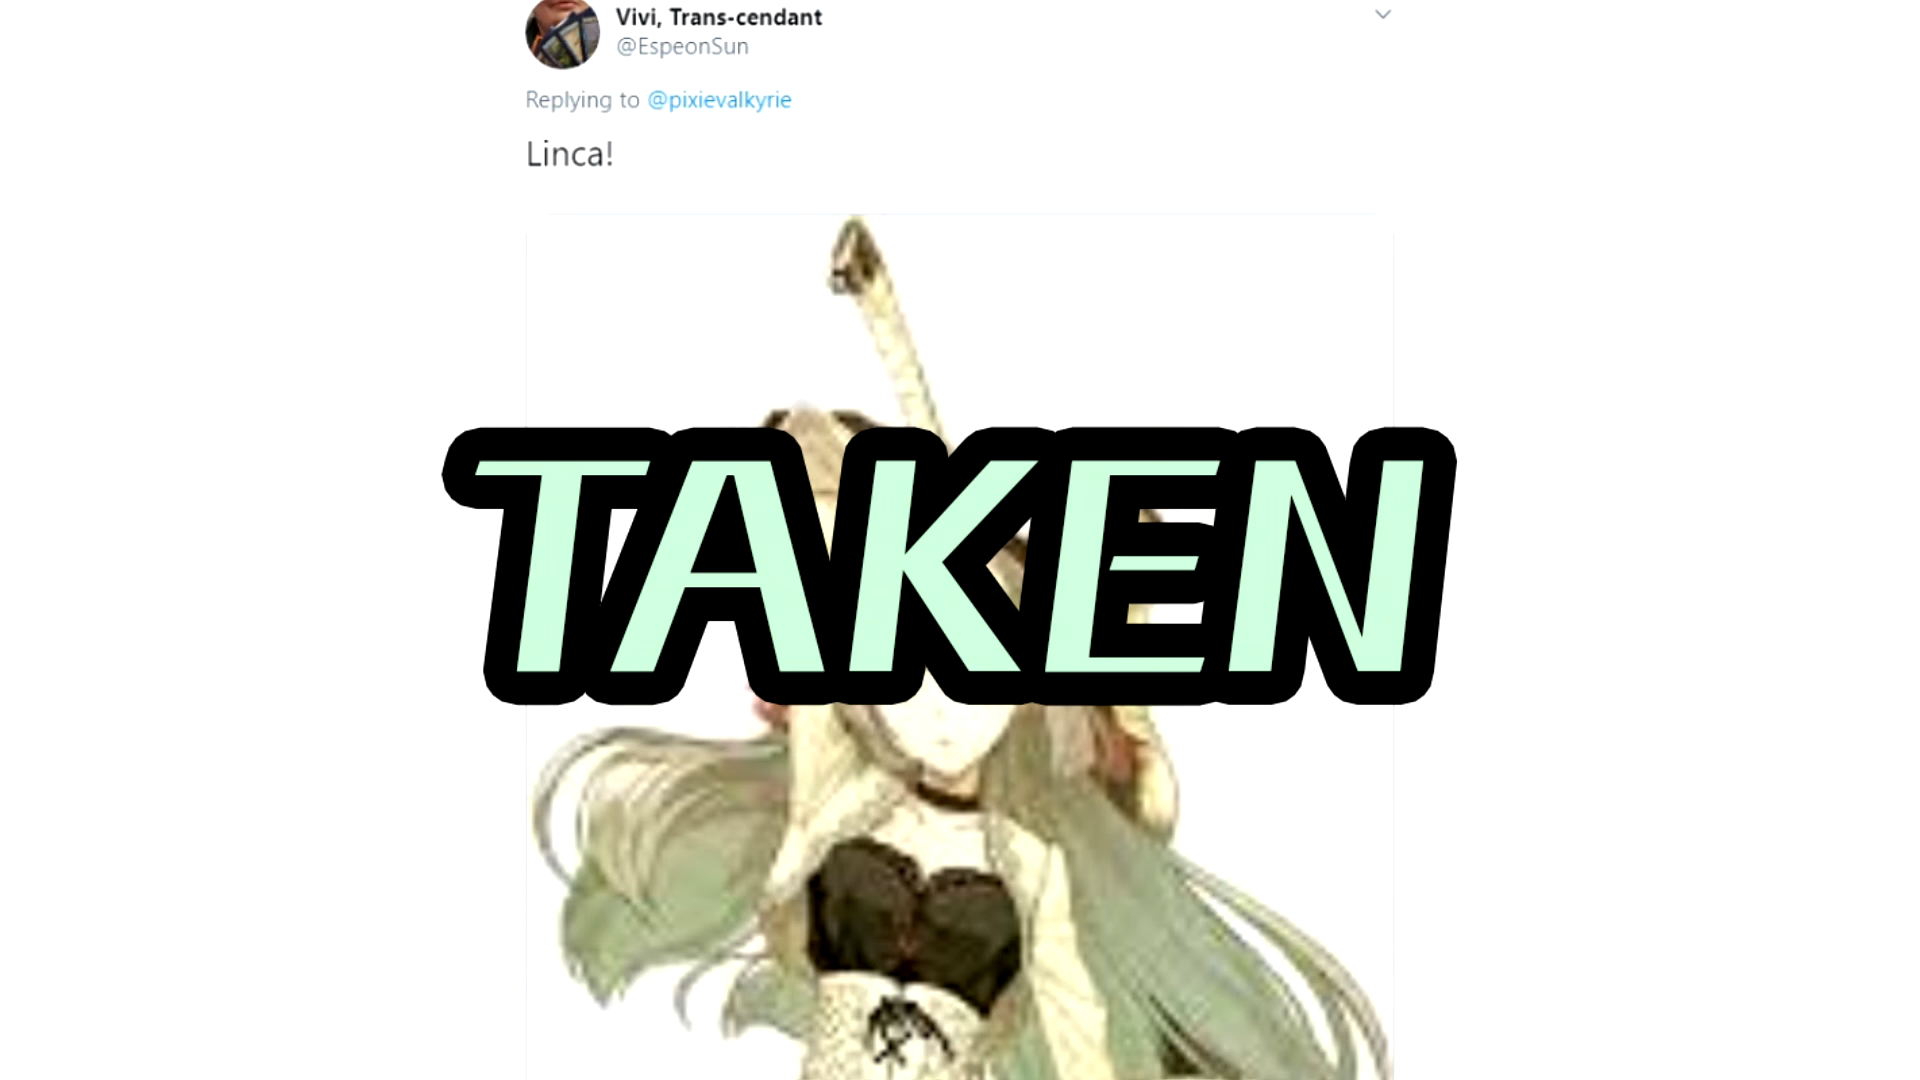 Vivi, Trans-cendant
@EspeonSun
Replying to @pixievalkyrie
Linca!
TAKEN